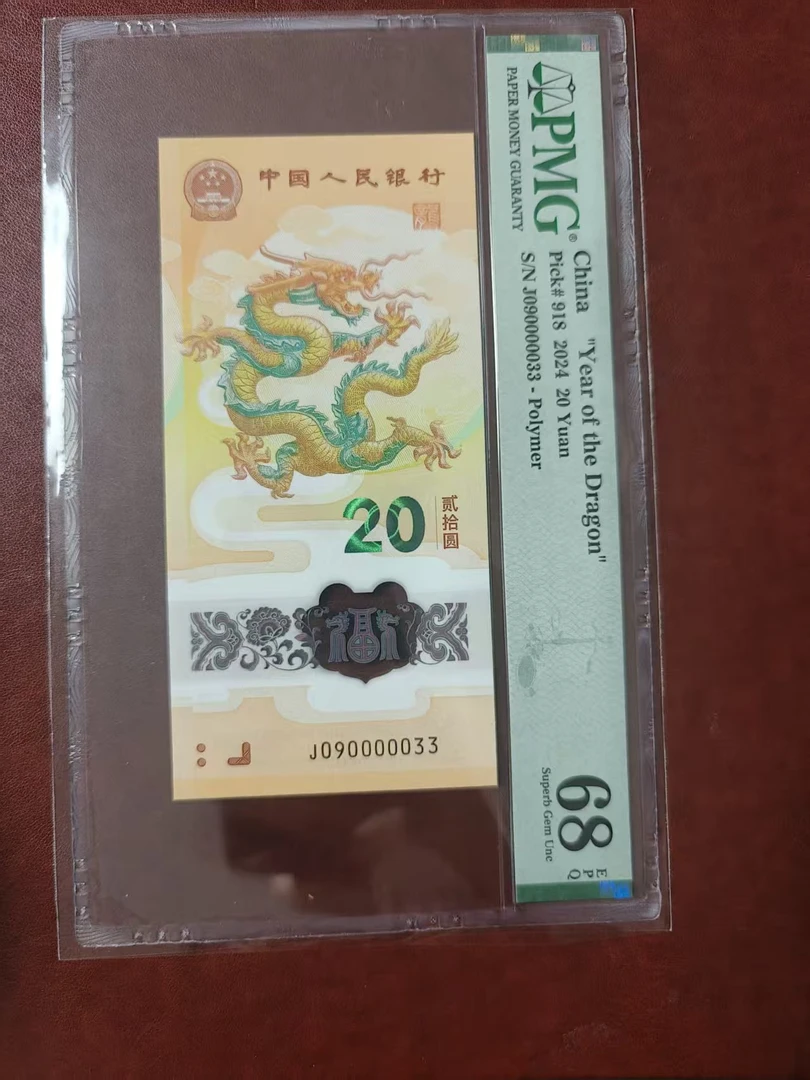 中国人民银行
20
贰拾圆
J090000033
PMG®
PAPER MONEY GUARANTY
China "Year of the Dragon"
Pick# 918 2024 20 Yuan
S/N J090000033 - Polymer
68
EPQ
Superb Gem Unc